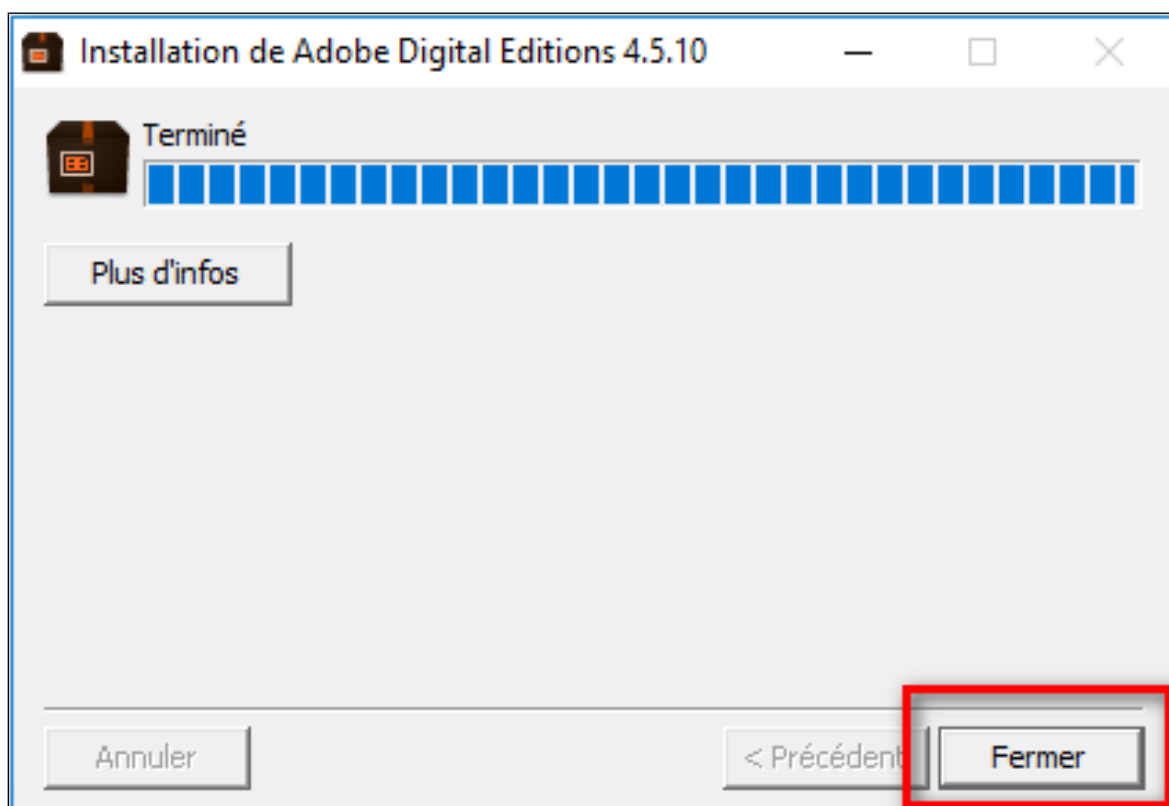 Installation de Adobe Digital Editions 4.5.10
Terminé
Plus d'infos
Annuler
< Précédent
Fermer